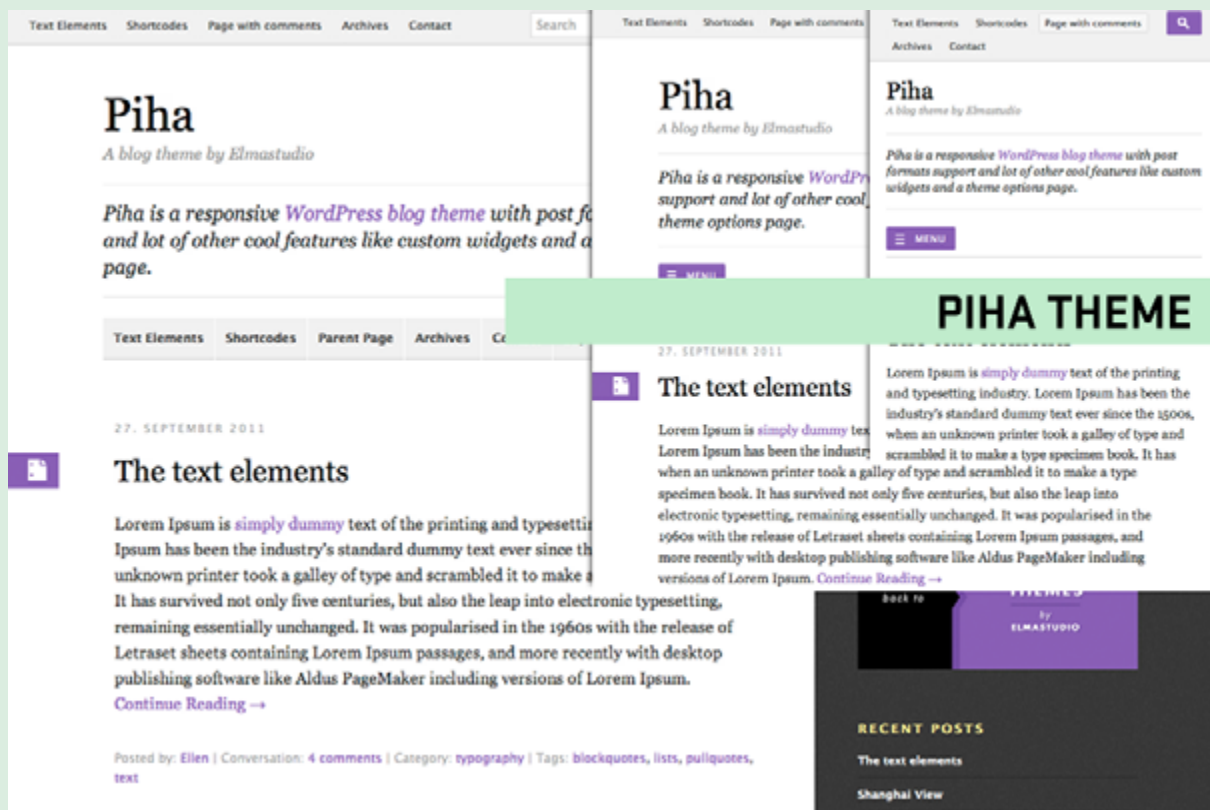 Text Elements Shortcodes Page with comments Archives Contact Search
Piha
A blog theme by Elmastudio
Piha is a responsive WordPress blog theme with post fo
and lot of other cool features like custom widgets and a
page.
Text Elements Shortcodes Parent Page Archives Co
27. SEPTEMBER 2011
The text elements
Lorem Ipsum is simply dummy text of the printing and typesettin
Ipsum has been the industry's standard dummy text ever since th
unknown printer took a galley of type and scrambled it to make a
It has survived not only five centuries, but also the leap into electronic typesetting,
remaining essentially unchanged. It was popularised in the 1960s with the release of
Letraset sheets containing Lorem Ipsum passages, and more recently with desktop
publishing software like Aldus PageMaker including versions of Lorem Ipsum.
Continue Reading →
Posted by: Ellen | Conversation: 4 comments | Category: typography | Tags: blockquotes, lists, pullquotes,
text
Text Elements Shortcodes Page with comments
Piha
A blog theme by Elmastudio
Piha is a responsive WordPr
support and lot of other cool
theme options page.
MENU
27. SEPTEMBER 2011
The text elements
Lorem Ipsum is simply dummy tex
Lorem Ipsum has been the industr
when an unknown printer took a galley of type and scrambled it to make a type
specimen book. It has survived not only five centuries, but also the leap into
electronic typesetting, remaining essentially unchanged. It was popularised in the
1960s with the release of Letraset sheets containing Lorem Ipsum passages, and
more recently with desktop publishing software like Aldus PageMaker including
versions of Lorem Ipsum. Continue Reading →
Text Elements Shortcodes Page with comments
Archives Contact
Piha
A blog theme by Elmastudio
Piha is a responsive WordPress blog theme with post
formats support and lot of other cool features like custom
widgets and a theme options page.
MENU
PIHA THEME
Lorem Ipsum is simply dummy text of the printing
and typesetting industry. Lorem Ipsum has been the
industry's standard dummy text ever since the 1500s,
when an unknown printer took a galley of type and
scrambled it to make a type specimen book. It has
back to
THEMES
by
ELMASTUDIO
RECENT POSTS
The text elements
Shanghai View